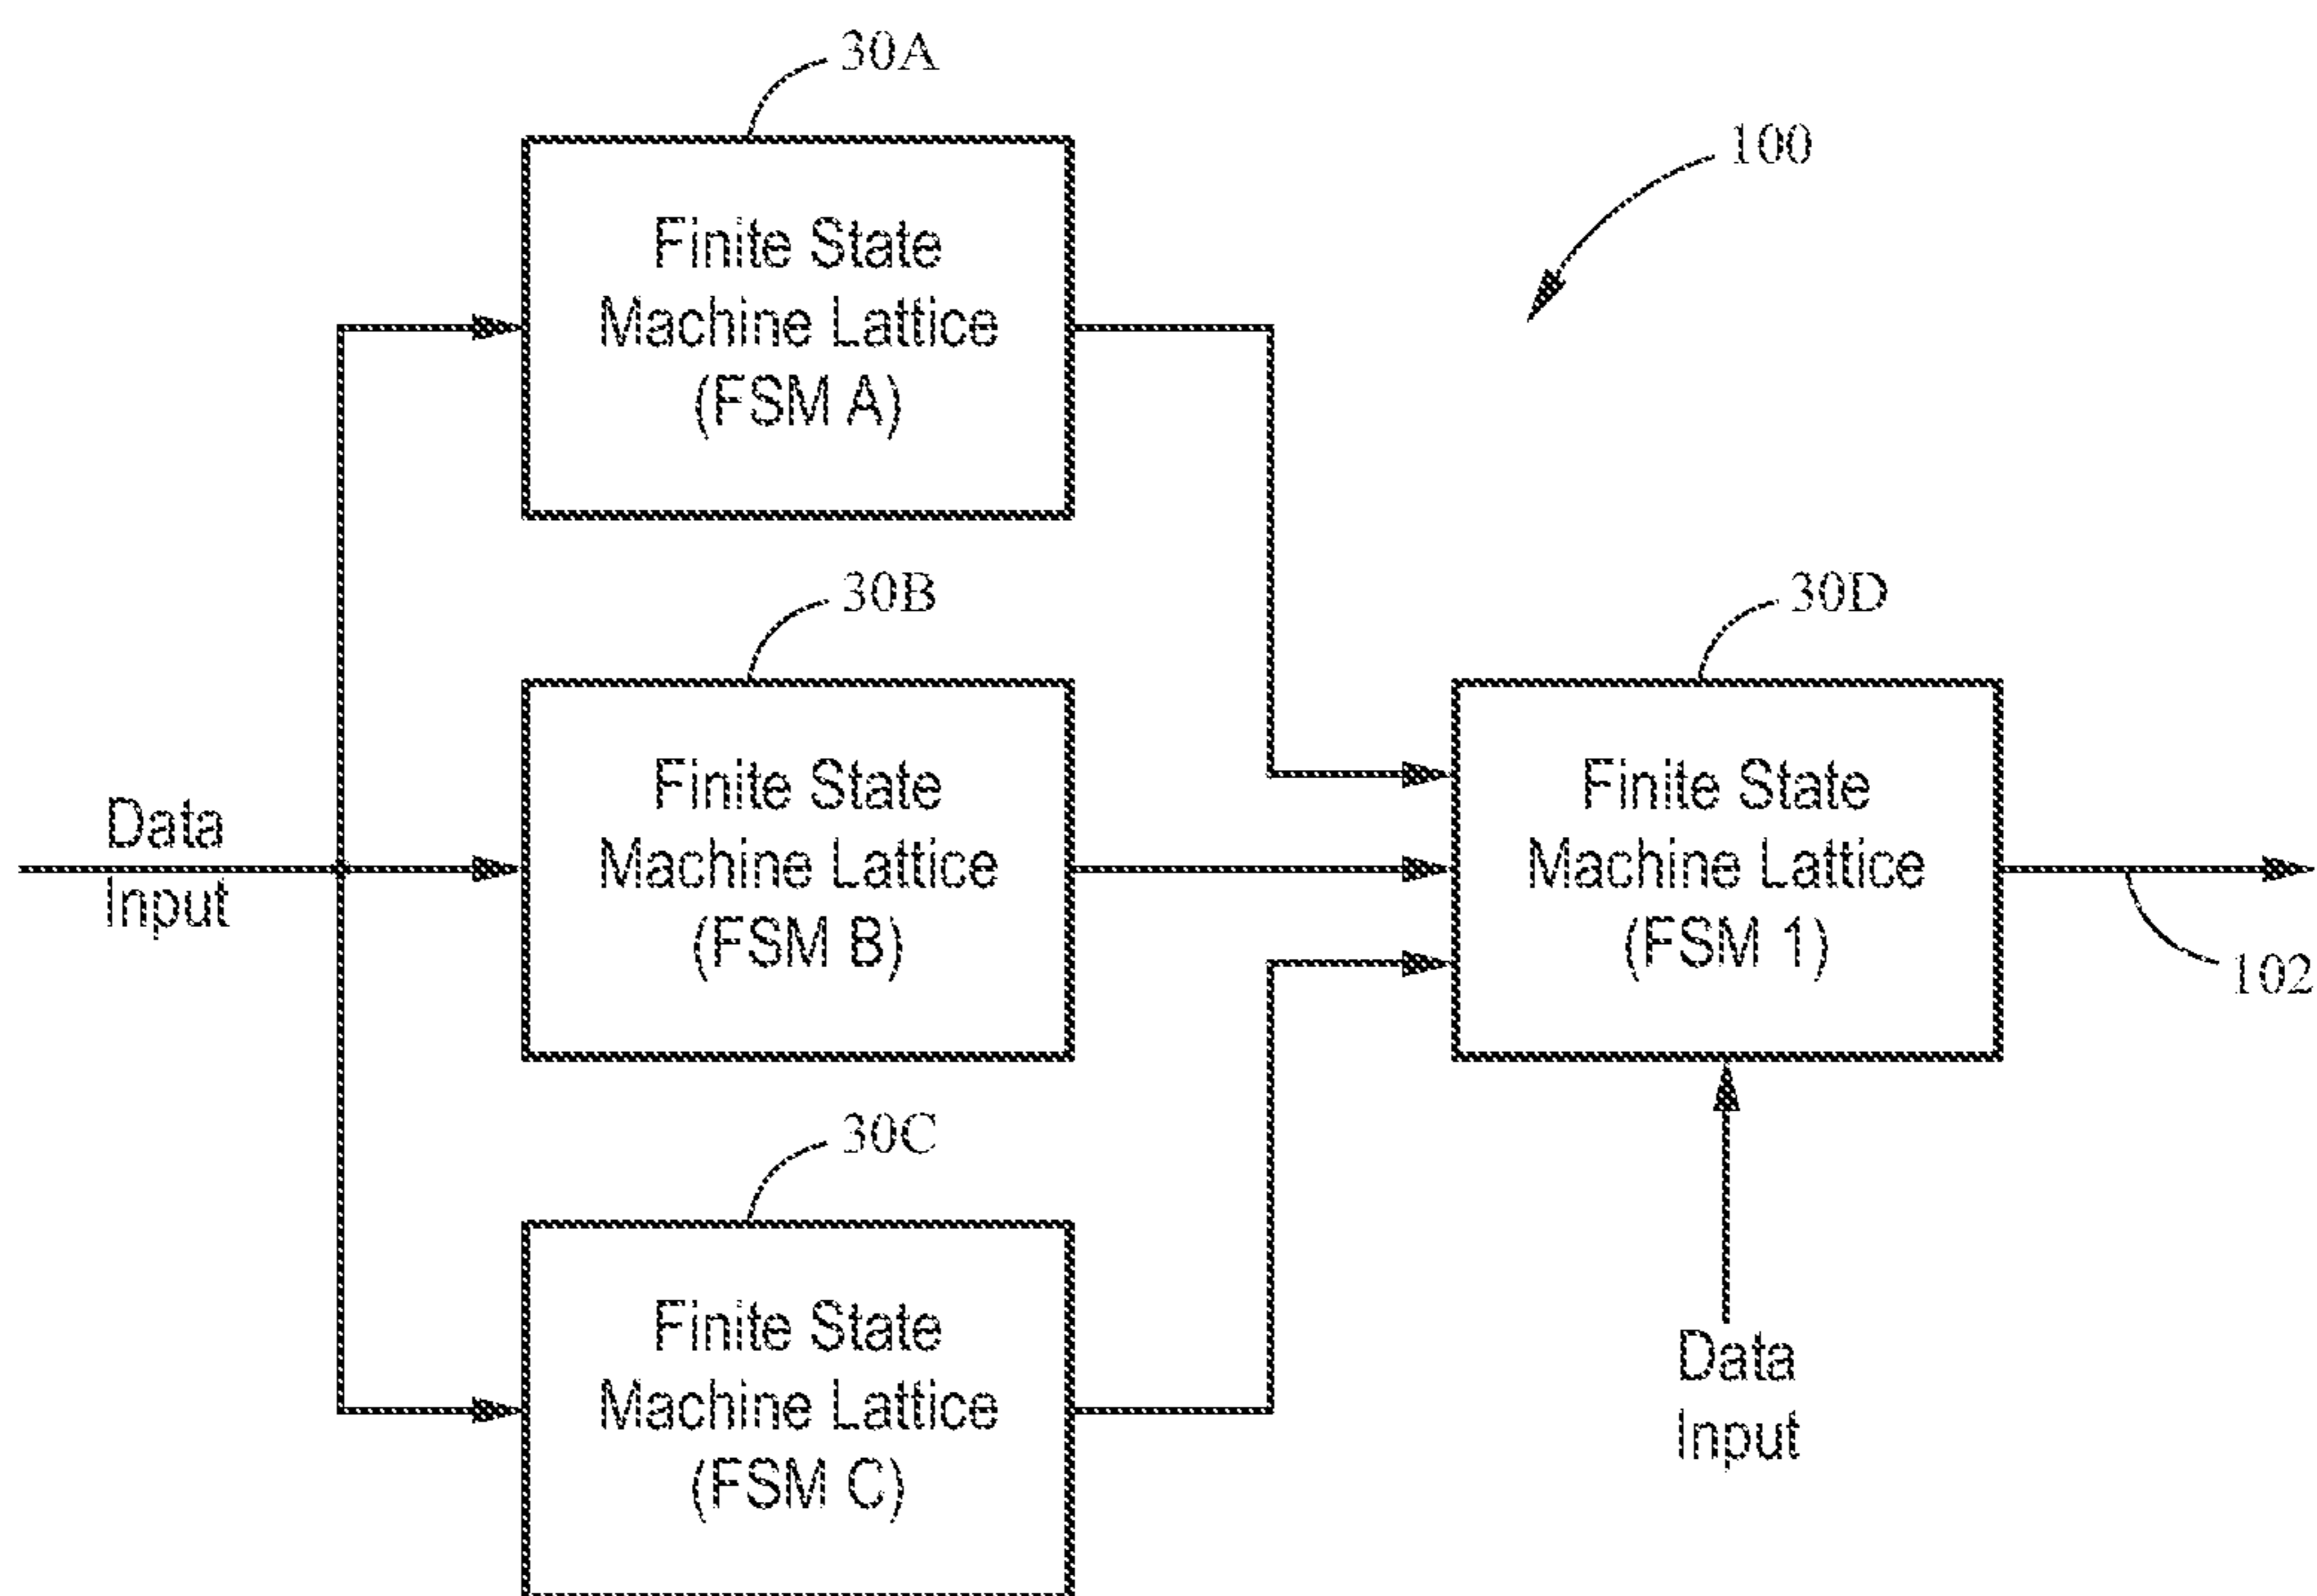 30A
100
Finite State
Machine Lattice
(FSM A)
30B
30D
Finite State
Machine Lattice
(FSM B)
Finite State
Machine Lattice
(FSM 1)
Data
Input
102
30C
Finite State
Machine Lattice
(FSM C)
Data
Input